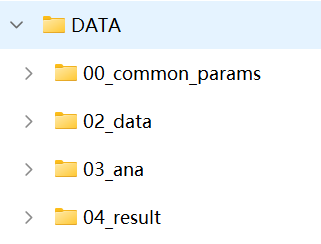 DATA
00_common_params
02_data
03_ana
04_result